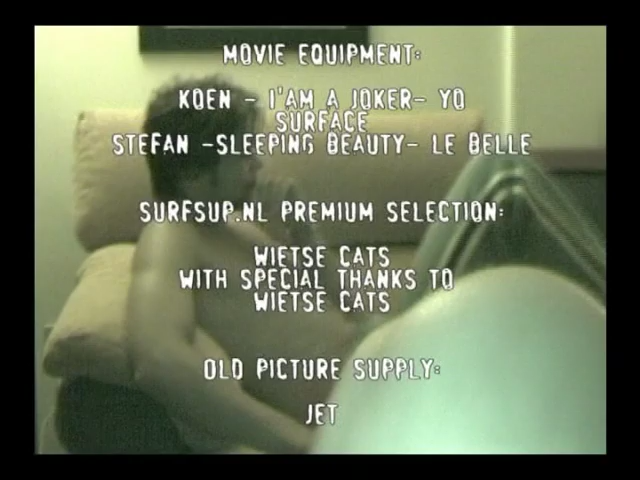 MOVIE EQUIPMENT:
KOEN - I'AM A JOKER- YO
SURFACE
STEFAN -SLEEPING BEAUTY- LE BELLE
SURFSUP.NL PREMIUM SELECTION:
WIETSE CATS
WITH SPECIAL THANKS TO
WIETSE CATS
OLD PICTURE SUPPLY:
JET